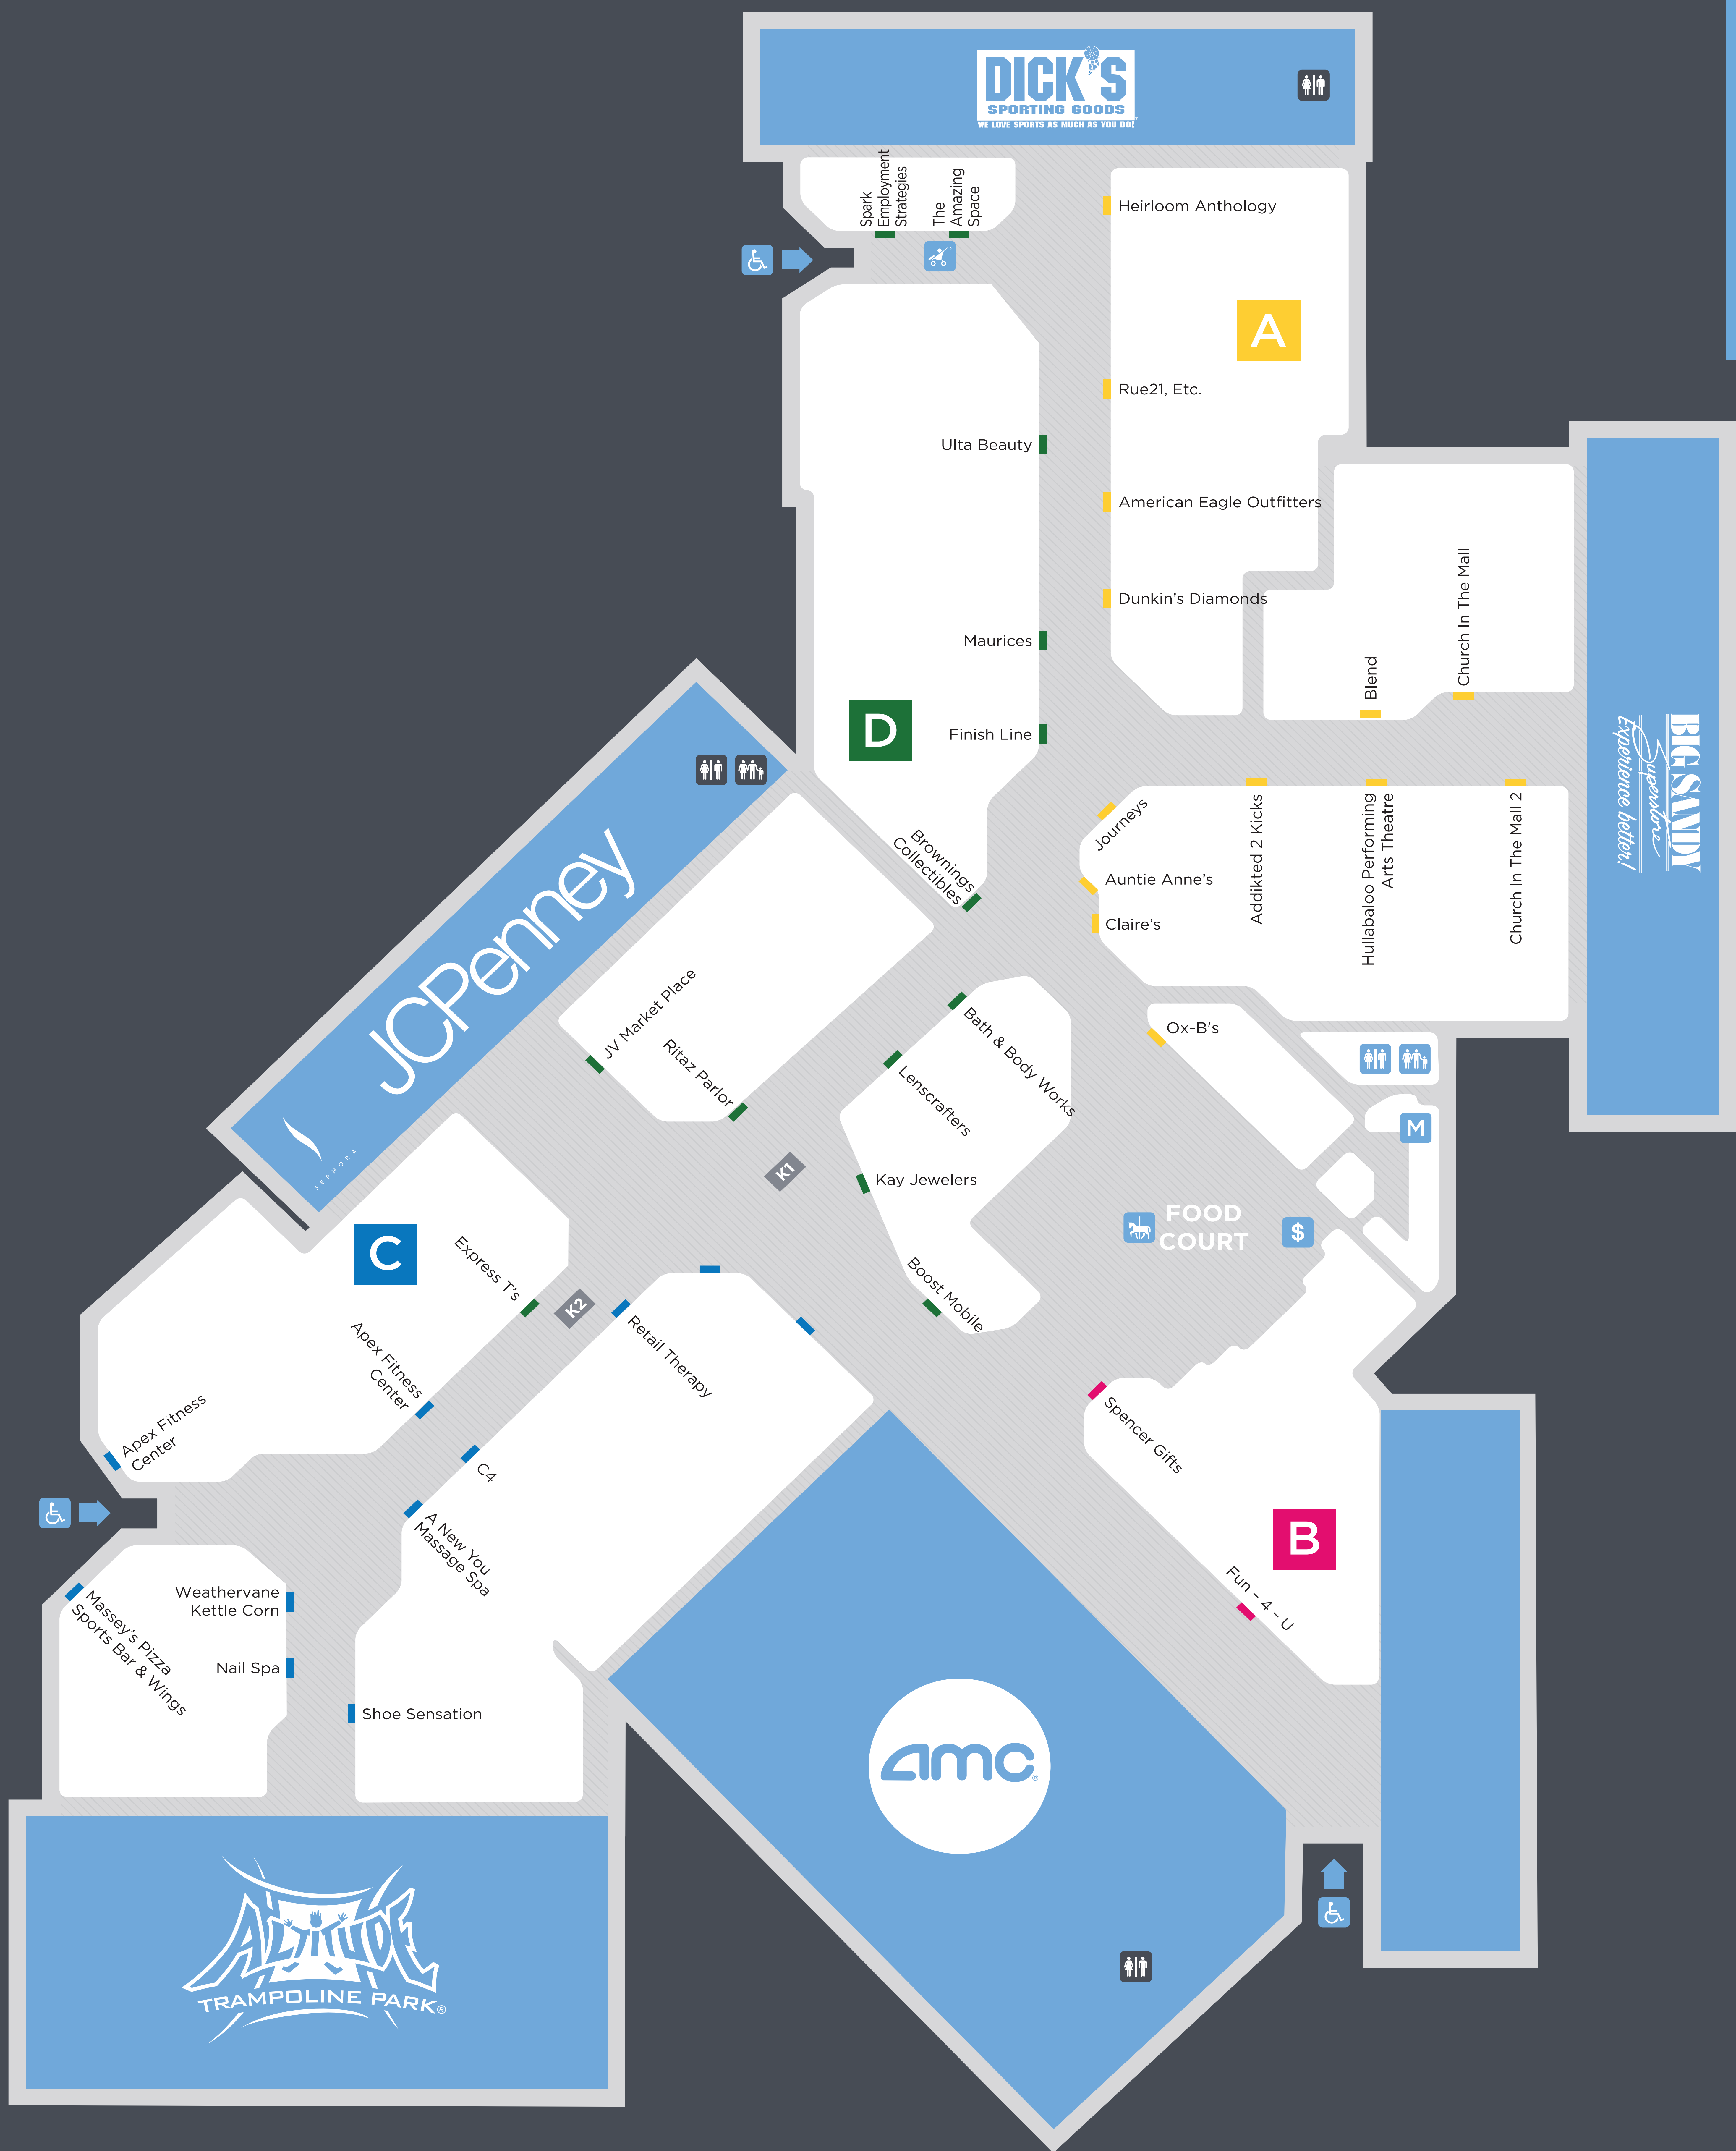 DICK'S
SPORTING GOODS
WE LOVE SPORTS AS MUCH AS YOU DO!
Spark
Employment
Strategies
The
Amazing
Space
Heirloom Anthology
A
Rue21, Etc.
Ulta Beauty
American Eagle Outfitters
Dunkin's Diamonds
Maurices
Church In The Mall
Blend
D
Finish Line
BIG SANDY
Superstore
Experience better!
Journeys
Addikted 2 Kicks
Hullabaloo Performing
Arts Theatre
Church In The Mall 2
Brownings
Collectibles
Auntie Anne's
Claire's
JCPenney
SEPHORA
JV Market Place
Ritaz Parlor
Bath & Body Works
Lenscrafters
Ox-B's
M
K1
Kay Jewelers
FOOD
COURT
$
C
Express T's
K2
Boost Mobile
Retail Therapy
Apex Fitness
Center
Apex Fitness
Center
C4
Spencer Gifts
A New You
Massage Spa
B
Fun – 4 – U
Massey's Pizza
Sports Bar & Wings
Weathervane
Kettle Corn
Nail Spa
Shoe Sensation
amc®
ALTITUDE
TRAMPOLINE PARK®